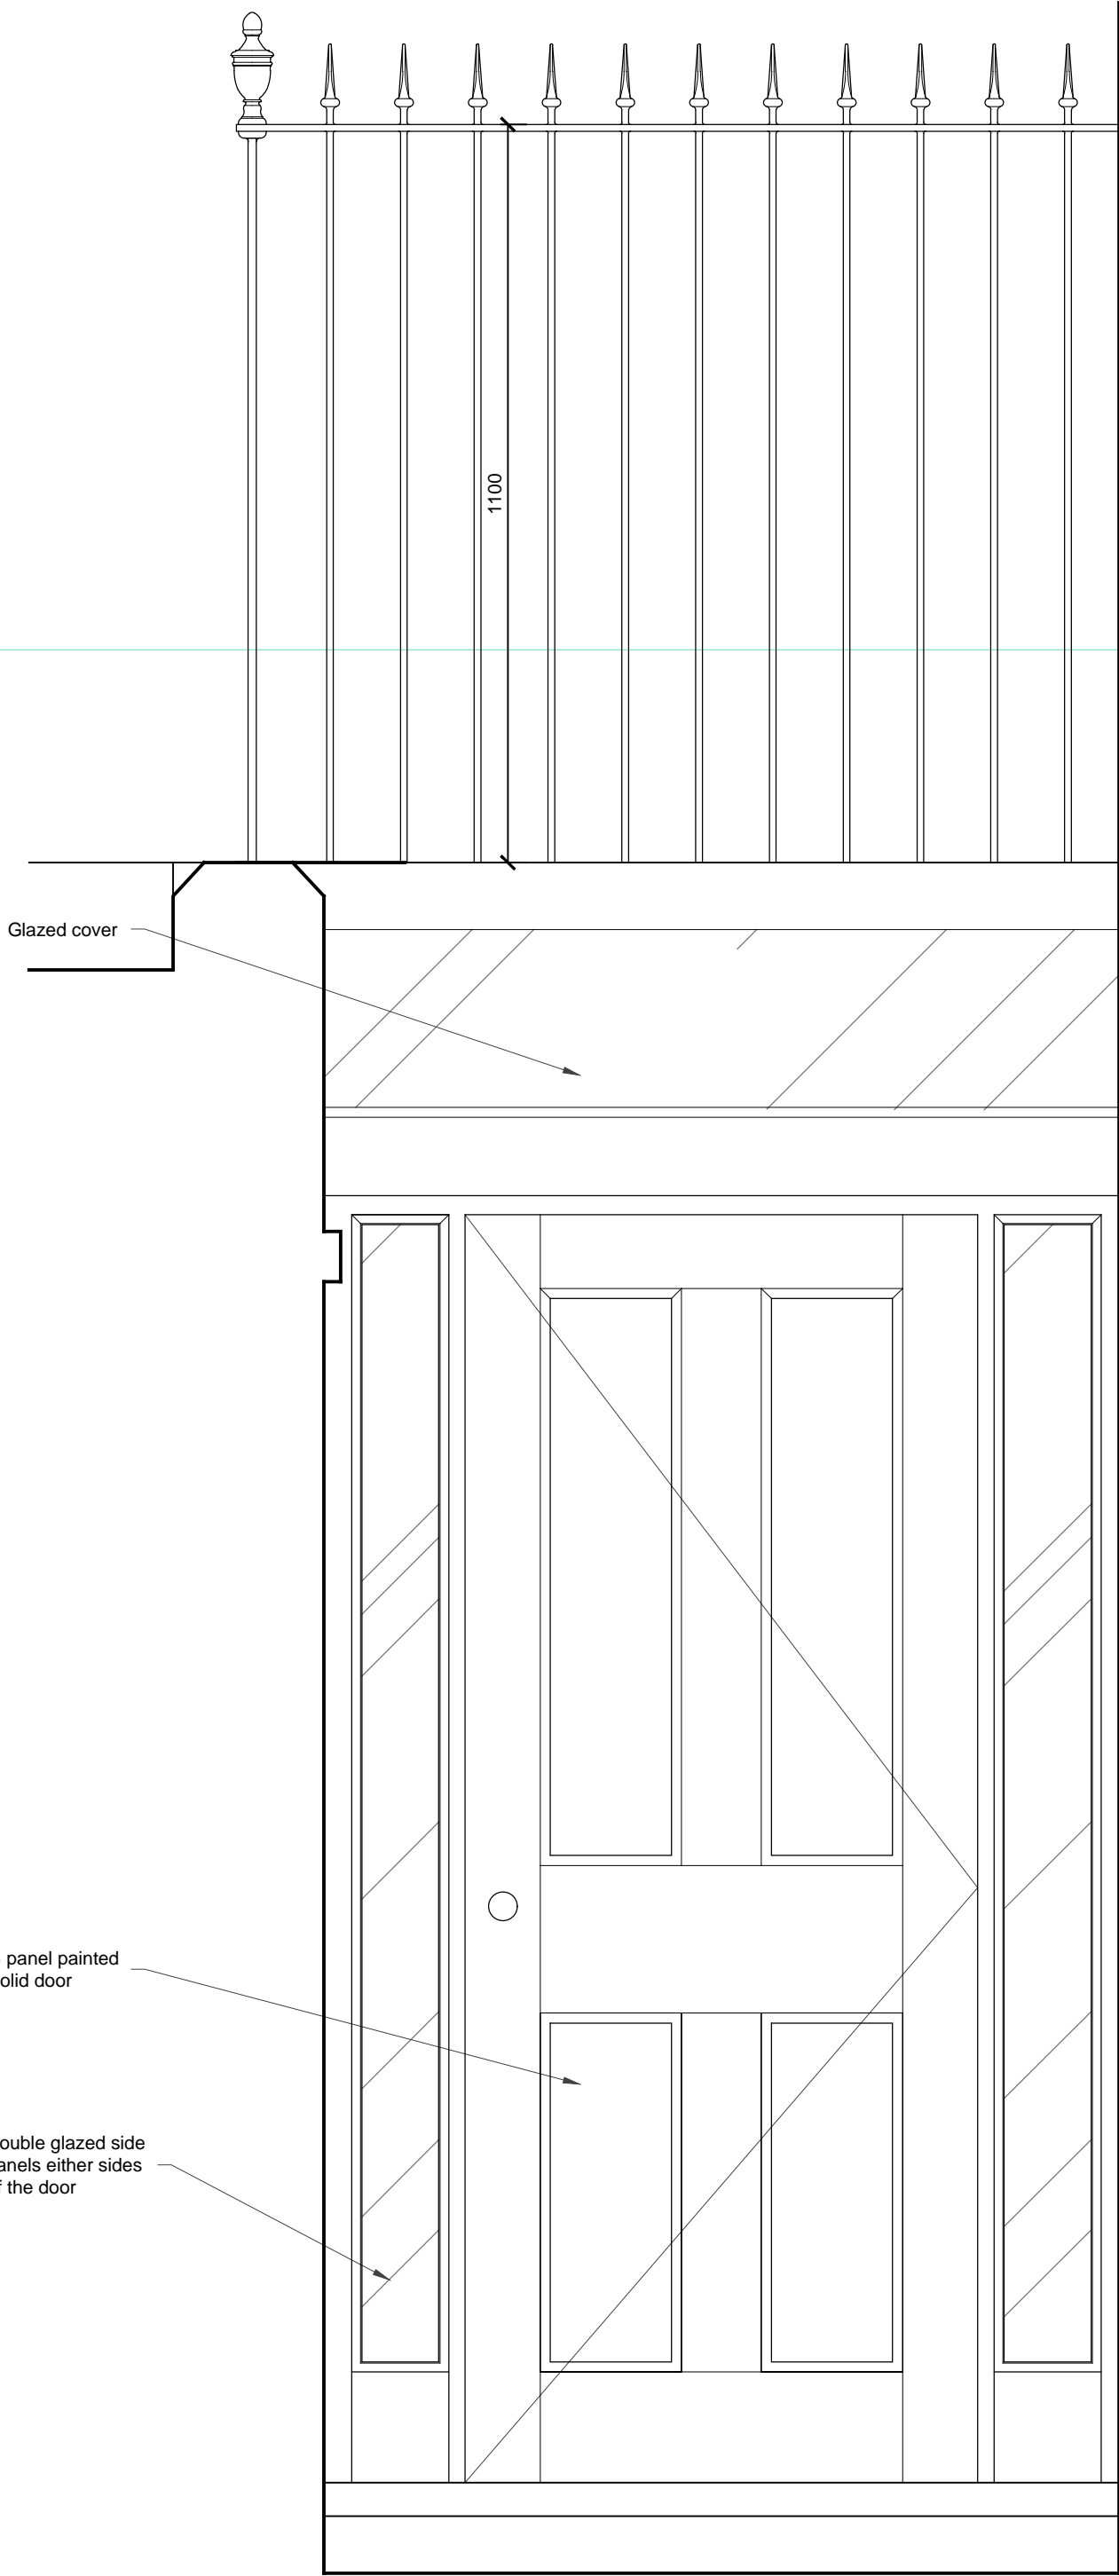 1100
Glazed cover
panel painted
olid door
ouble glazed side
anels either sides
the door